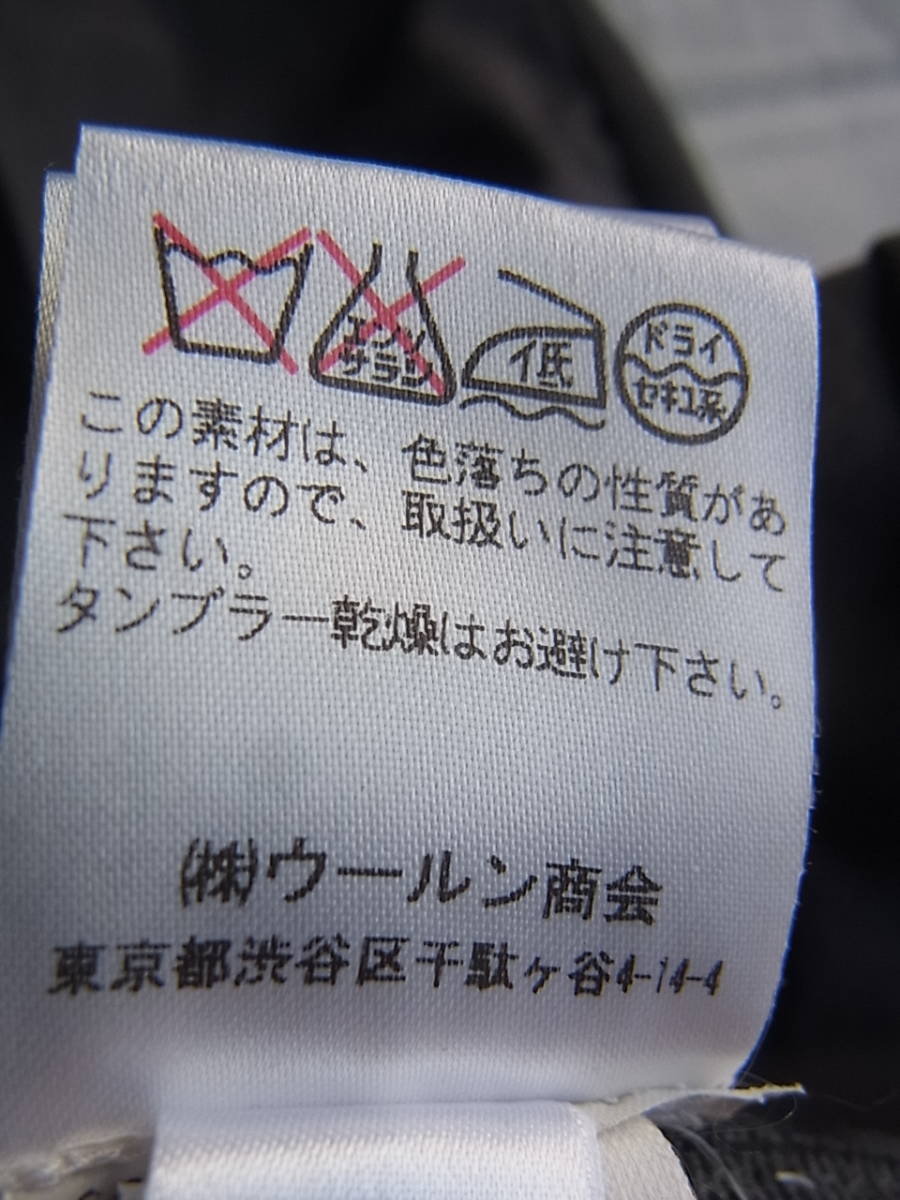 エンソ
サラシ
低
ドライ
セキユ系
この素材は、色落ちの性質があ
りますので、取扱いに注意して
下さい。
タンブラー乾燥はお避け下さい。
㈱ウールン商会
東京都渋谷区千駄ヶ谷4-14-4